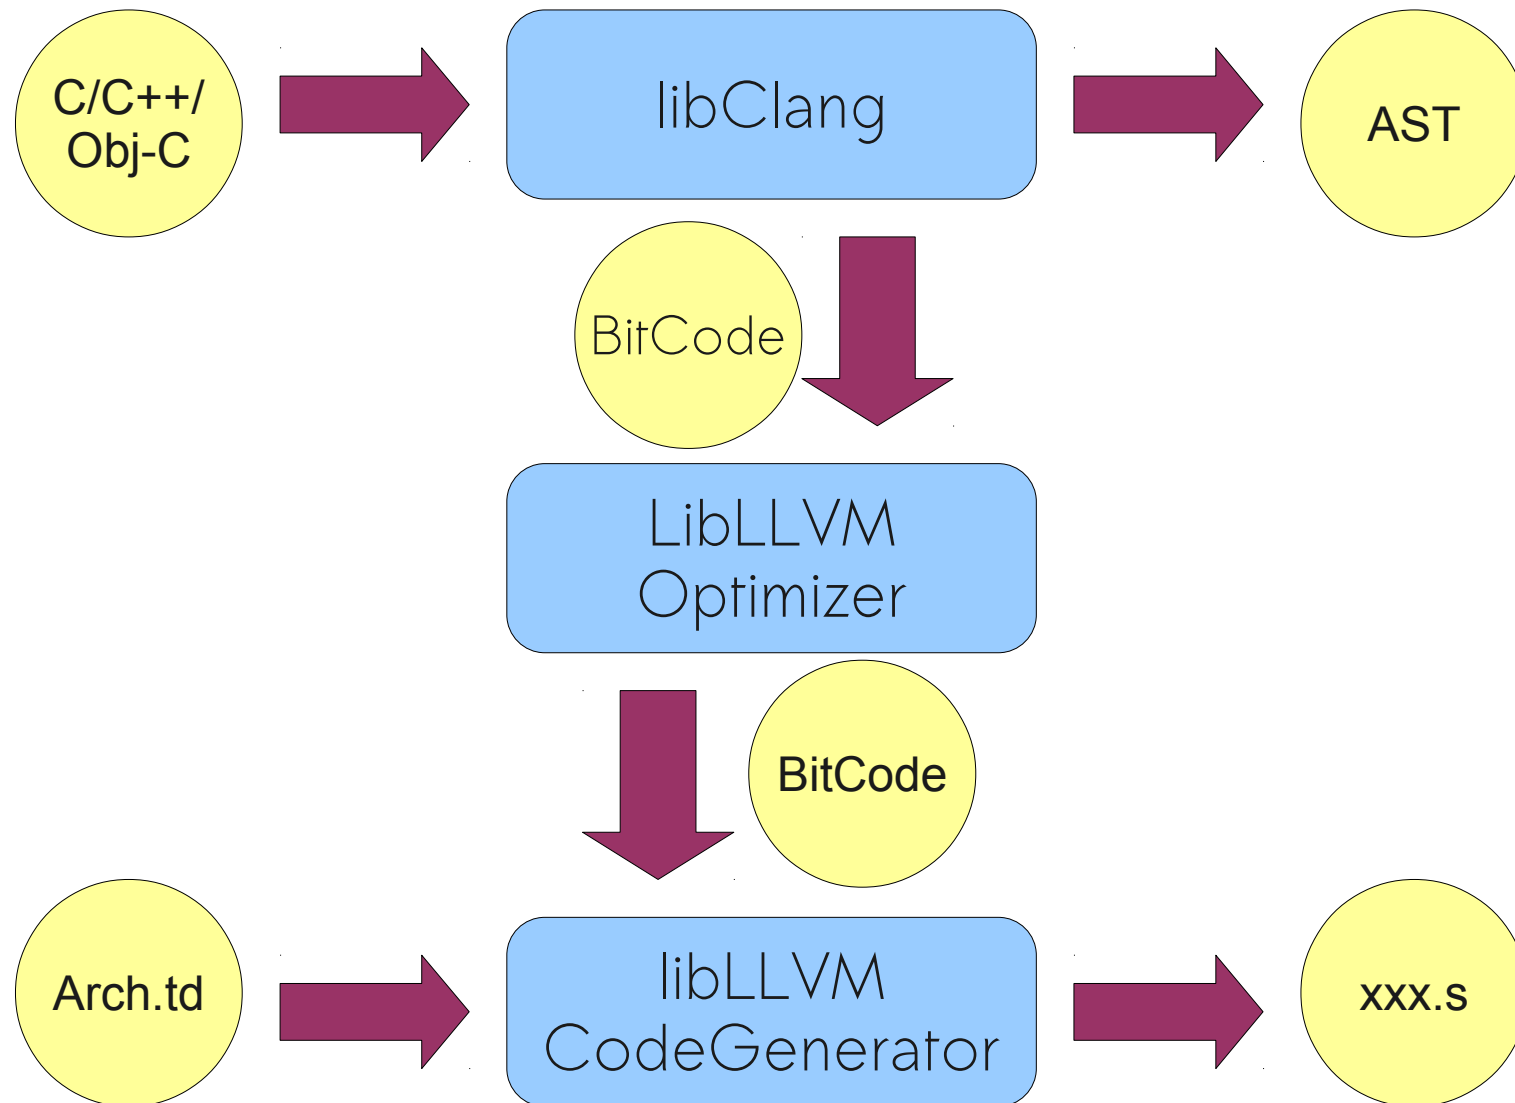 C/C++/
Obj-C
libClang
AST
BitCode
LibLLVM
Optimizer
BitCode
Arch.td
libLLVM
CodeGenerator
xxx.s